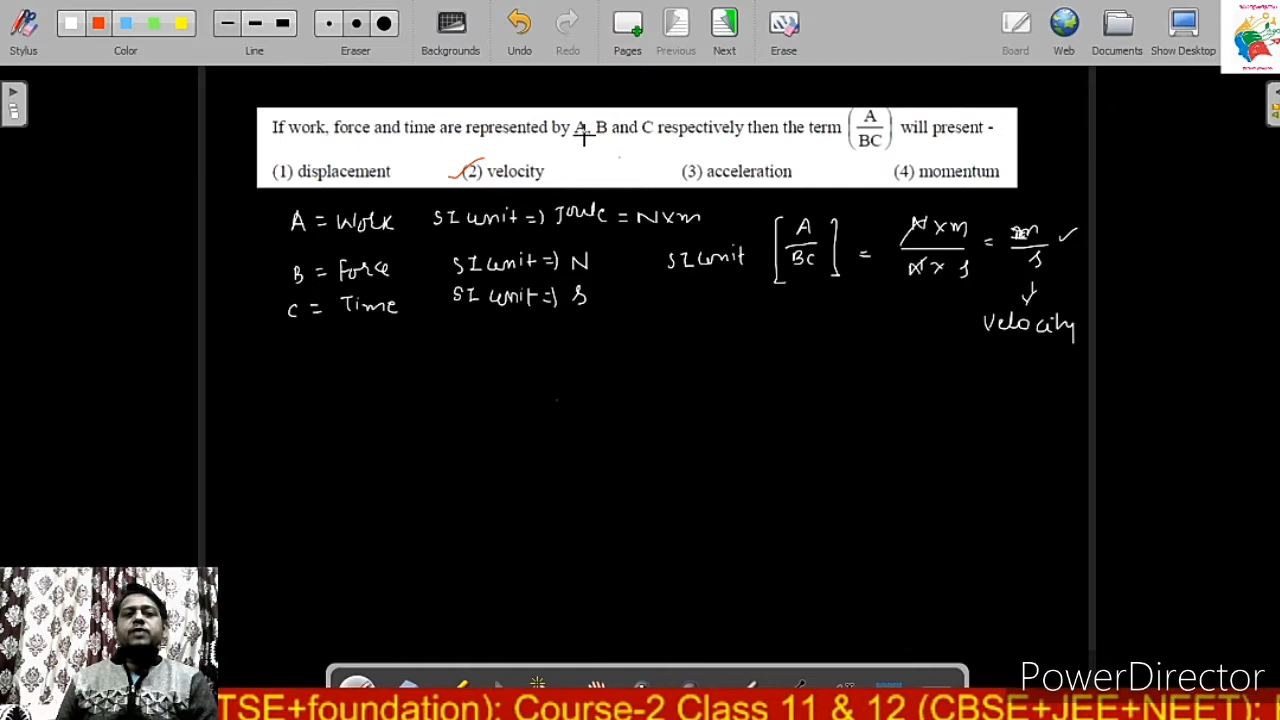 Stylus Color Line Eraser Backgrounds Undo Redo Pages Previous Next Erase Board Web Documents Show Desktop
If work, force and time are represented by A, B and C respectively then the term (A/BC) will present -
(1) displacement (2) velocity (3) acceleration (4) momentum
A = Work SI unit => Joule = N×m
B = Force SI unit => N
C = Time SI unit => s
SI unit [A/BC] = N×m/N×s = m/s ✓
↓
Velocity
PowerDirector
TSE+foundation): Course-2 Class 11 & 12 (CBSE+JEE+NEET):